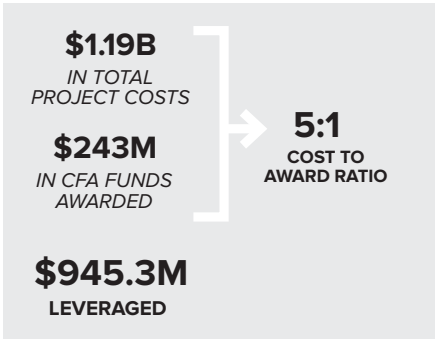 $1.19B
IN TOTAL
PROJECT COSTS
$243M
IN CFA FUNDS
AWARDED
5:1
COST TO
AWARD RATIO
$945.3M
LEVERAGED